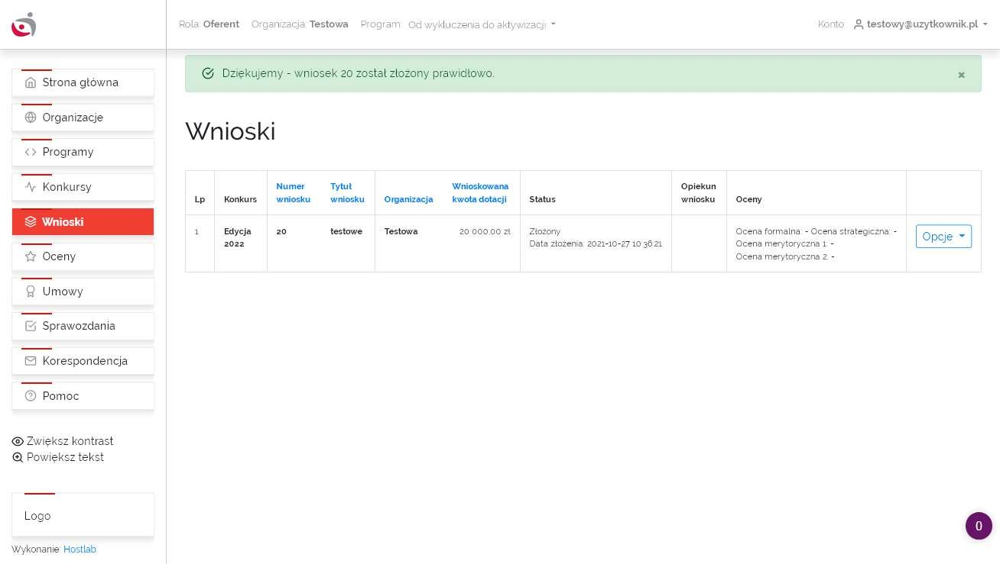 Rola: Oferent Organizacja: Testowa Program: Od wykluczenia do aktywizacji
Konto: testowy@uzytkownik.pl
Strona główna
Organizacje
Programy
Konkursy
Wnioski
Oceny
Umowy
Sprawozdania
Korespondencja
Pomoc
Zwiększ kontrast
Powiększ tekst
Logo
Wykonanie: Hostlab.
Dziękujemy - wniosek 20 został złożony prawidłowo.
×
Wnioski
Lp Konkurs Numer wniosku Tytuł wniosku Organizacja Wnioskowana kwota dotacji Status Opiekun wniosku Oceny
1 Edycja 2022 20 testowe Testowa 20 000,00 zł Złożony
Data złożenia: 2021-10-27 10:36:21
Ocena formalna: - Ocena strategiczna: -
Ocena merytoryczna 1: -
Ocena merytoryczna 2: -
Opcje
0